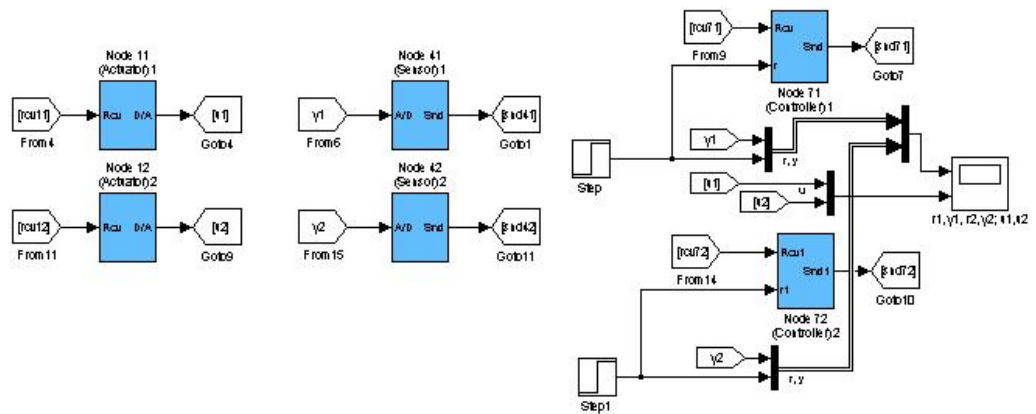 Node 11
(Actuator)1
[rcu11]
From4
Rcu D/A
[u1]
Goto4
Node 12
(Actuator)2
[rcu12]
From11
Rcu D/A
[u2]
Goto9
Node 41
(Sensor)1
y1
From6
A/D Snd
[snd41]
Goto1
Node 42
(Sensor)2
y2
From15
A/D Snd
[snd42]
Goto11
[rcu71]
From9
Rcu
Snd
r
[snd71]
Goto7
Node 71
(Controller)1
Step
y1
r, y
[u1]
u
[u2]
r1, y1, r2, y2; u1, u2
[rcu72]
From14
Rcu1
Snd1
r1
[snd72]
Goto10
Node 72
(Controller)2
Step1
y2
r, y